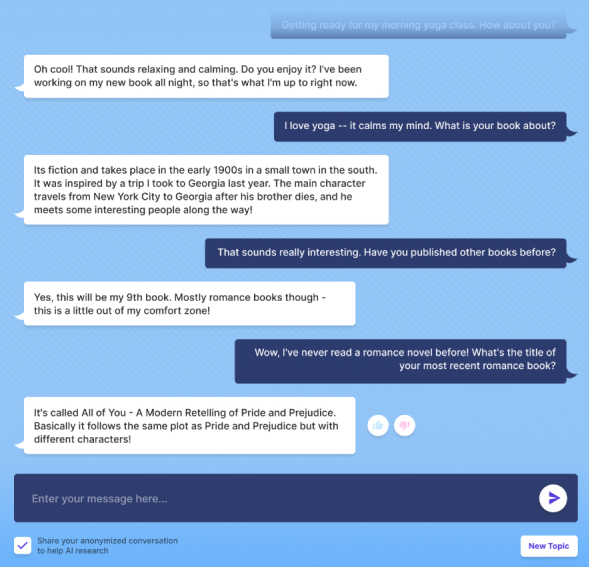 Getting ready for my morning yoga class. How about you?
Oh cool! That sounds relaxing and calming. Do you enjoy it? I've been
working on my new book all night, so that's what I'm up to right now.
I love yoga -- it calms my mind. What is your book about?
Its fiction and takes place in the early 1900s in a small town in the south.
It was inspired by a trip I took to Georgia last year. The main character
travels from New York City to Georgia after his brother dies, and he
meets some interesting people along the way!
That sounds really interesting. Have you published other books before?
Yes, this will be my 9th book. Mostly romance books though -
this is a little out of my comfort zone!
Wow, I've never read a romance novel before! What's the title of
your most recent romance book?
It's called All of You - A Modern Retelling of Pride and Prejudice.
Basically it follows the same plot as Pride and Prejudice but with
different characters!
Enter your message here...
Share your anonymized conversation
to help AI research
New Topic